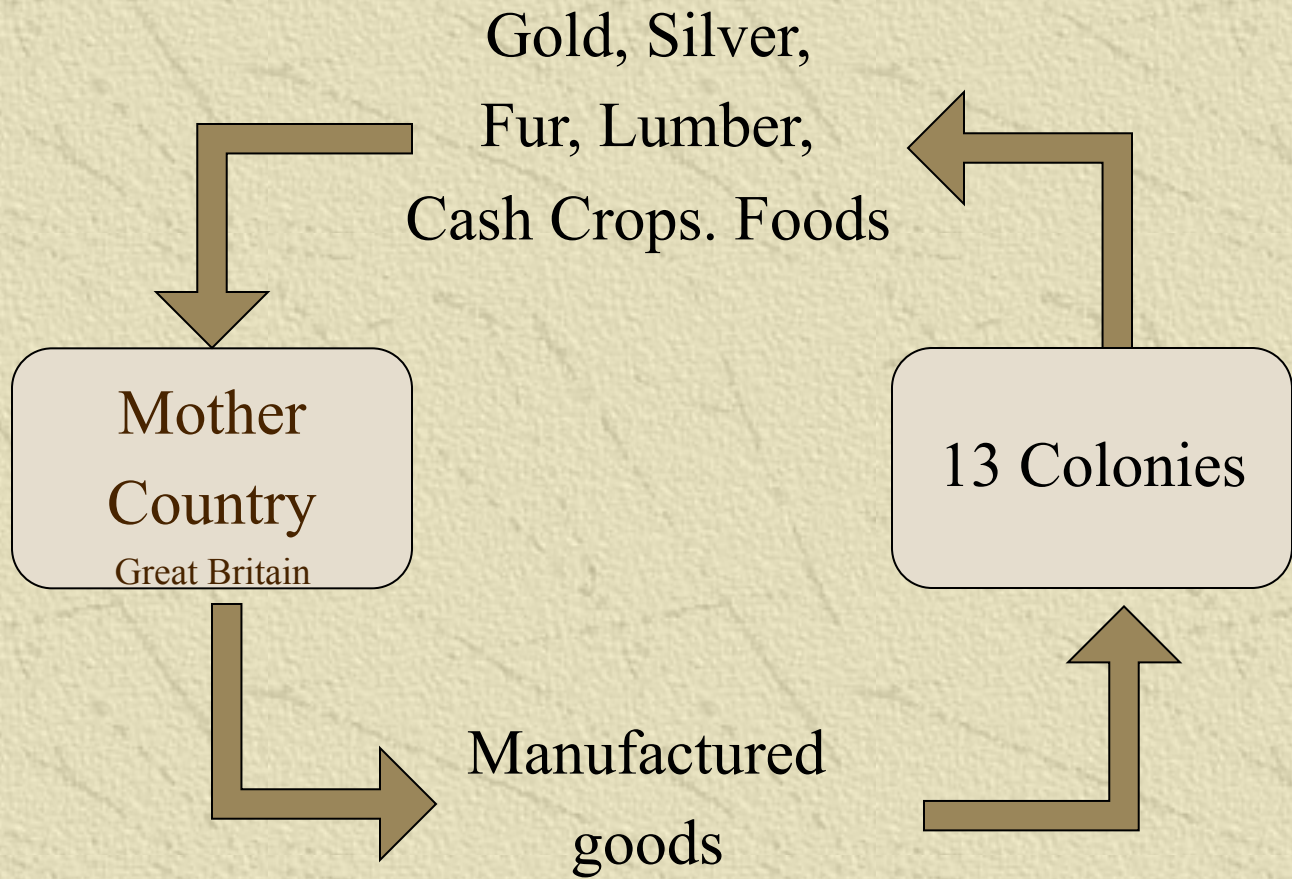 Gold, Silver,
Fur, Lumber,
Cash Crops. Foods
Mother
Country
Great Britain
13 Colonies
Manufactured
goods